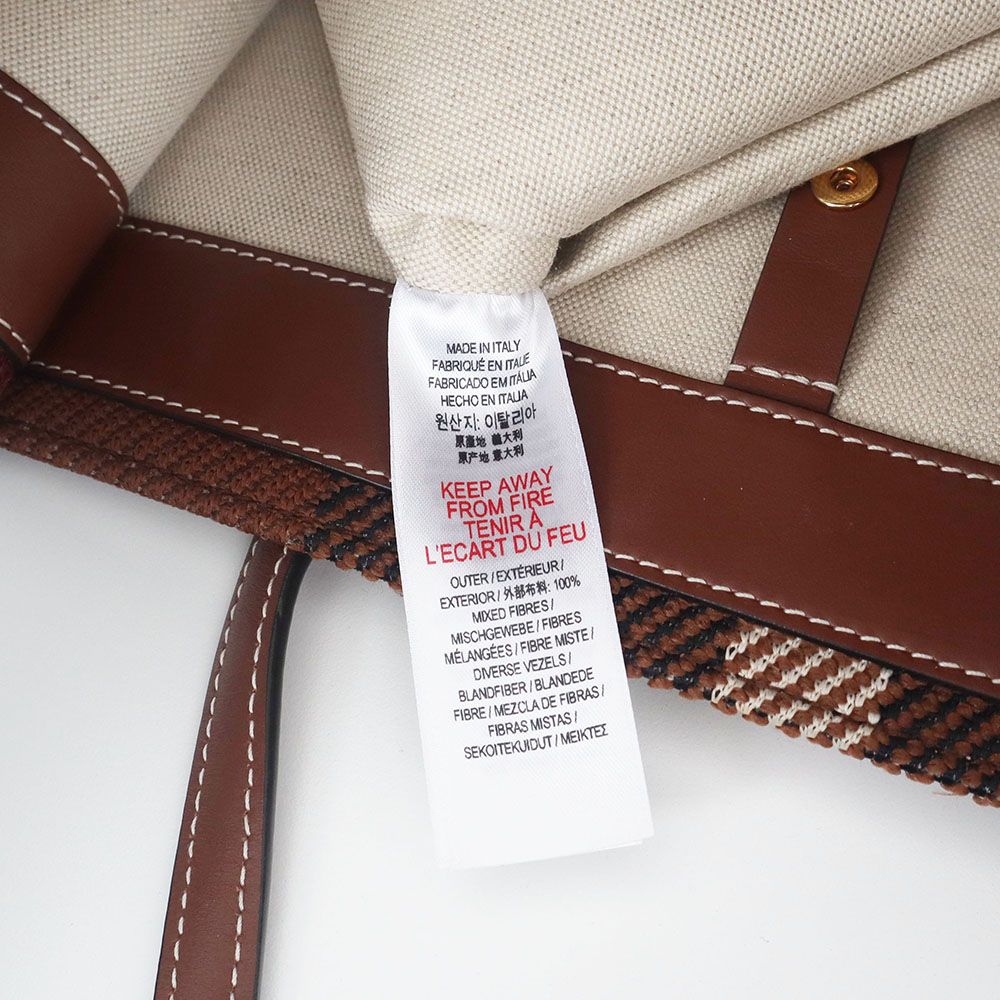 MADE IN ITALY
FABRIQUÉ EN ITALIE
FABRICADO EM ITÁLIA
HECHO EN ITALIA
원산지: 이탈리아
原產地 義大利
原产地 意大利
KEEP AWAY
FROM FIRE
TENIR À
L'ECART DU FEU
OUTER / EXTÉRIEUR /
EXTERIOR / 外部布料: 100%
MIXED FIBRES /
MISCHGEWEBE / FIBRES
MÉLANGÉES / FIBRE MISTE /
DIVERSE VEZELS /
BLANDFIBER / BLANDEDE
FIBRE / MEZCLA DE FIBRAS /
FIBRAS MISTAS /
SEKOITEKUIDUT / ΜΕΙΚΤΕΣ